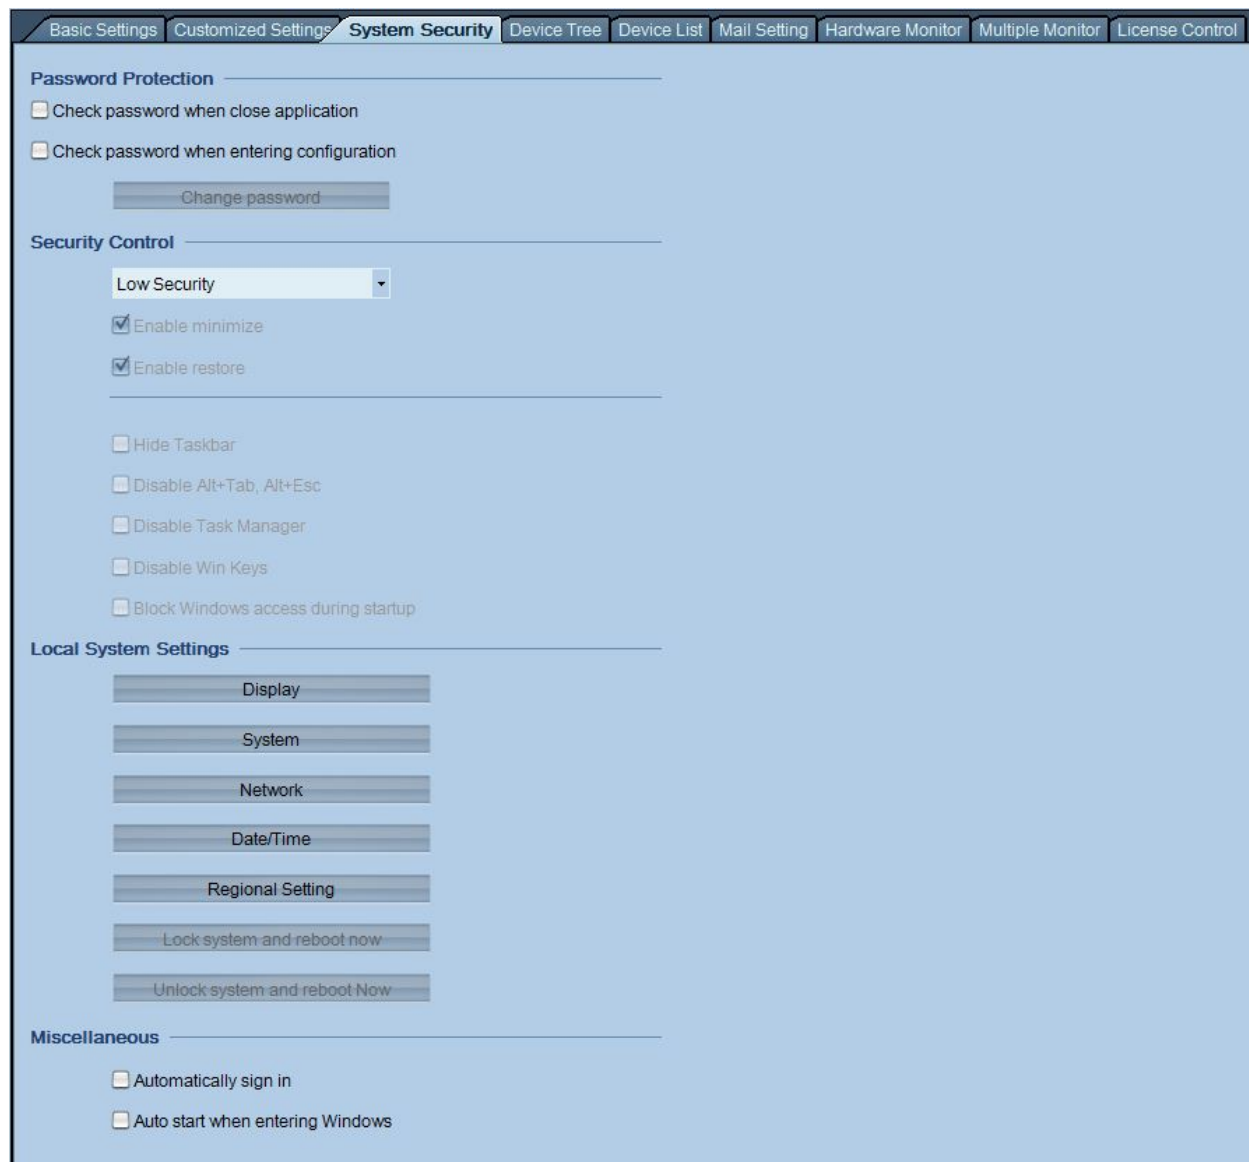 Basic Settings Customized Settings System Security Device Tree Device List Mail Setting Hardware Monitor Multiple Monitor License Control
Password Protection
Check password when close application
Check password when entering configuration
Change password
Security Control
Low Security
Enable minimize
Enable restore
Hide Taskbar
Disable Alt+Tab, Alt+Esc
Disable Task Manager
Disable Win Keys
Block Windows access during startup
Local System Settings
Display
System
Network
Date/Time
Regional Setting
Lock system and reboot now
Unlock system and reboot Now
Miscellaneous
Automatically sign in
Auto start when entering Windows